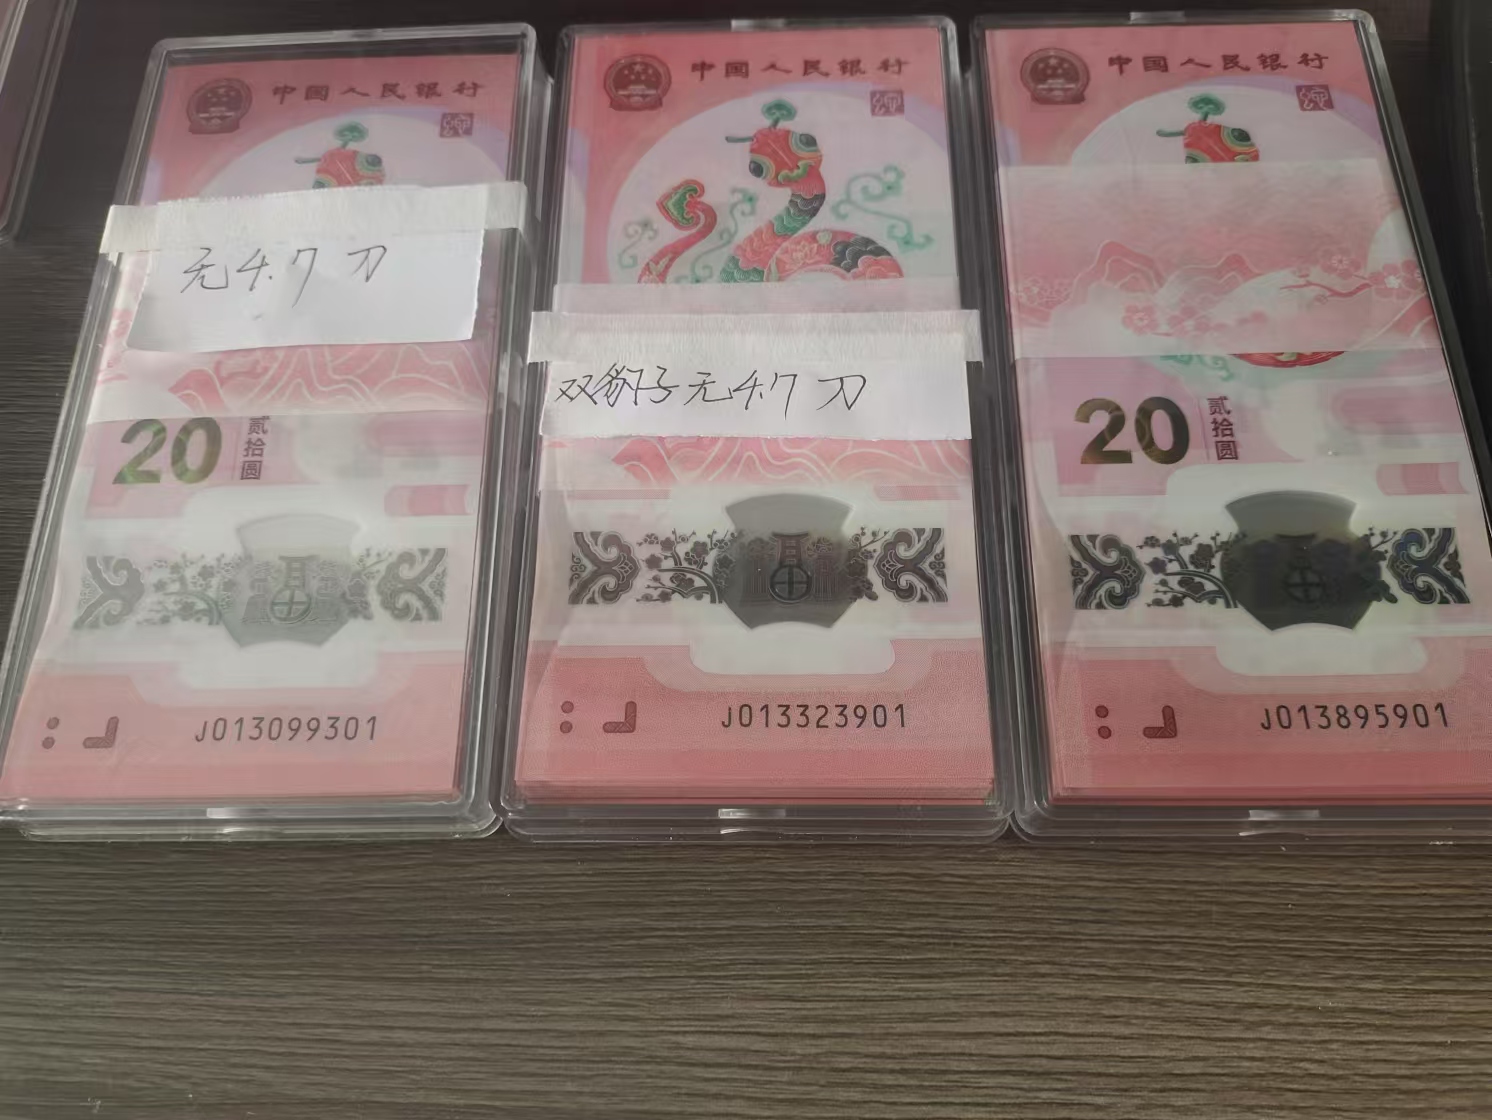 中国人民银行
无4.7 刀
20
贰拾圆
J013099301
中国人民银行
双豹子无4.7 刀
J013323901
中国人民银行
20
贰拾圆
J013895901